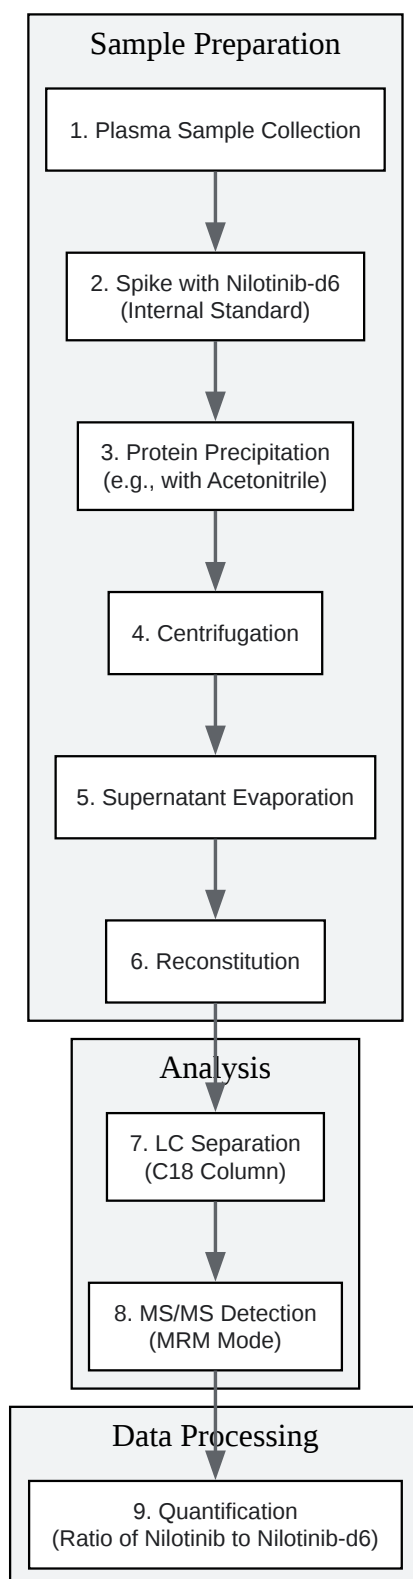 Sample Preparation
1. Plasma Sample Collection
2. Spike with Nilotinib-d6
(Internal Standard)
3. Protein Precipitation
(e.g., with Acetonitrile)
4. Centrifugation
5. Supernatant Evaporation
6. Reconstitution
Analysis
7. LC Separation
(C18 Column)
8. MS/MS Detection
(MRM Mode)
Data Processing
9. Quantification
(Ratio of Nilotinib to Nilotinib-d6)